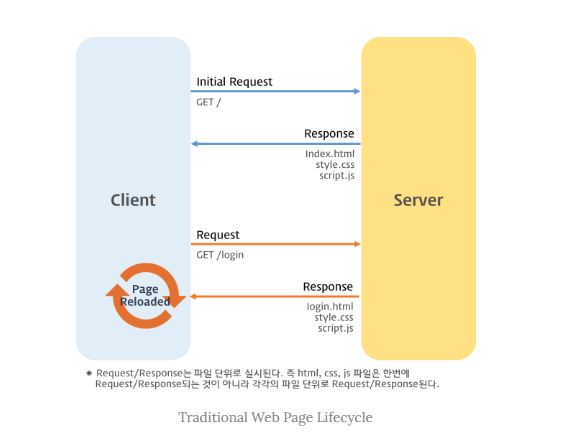 Initial Request
GET /
Response
Index.html
style.css
script.js
Client
Server
Request
GET /login
Page
Reloaded
Response
login.html
style.css
script.js
* Request/Response는 파일 단위로 실시된다. 즉 html, css, js 파일은 한번에
Request/Response되는 것이 아니라 각각의 파일 단위로 Request/Response된다.
Traditional Web Page Lifecycle